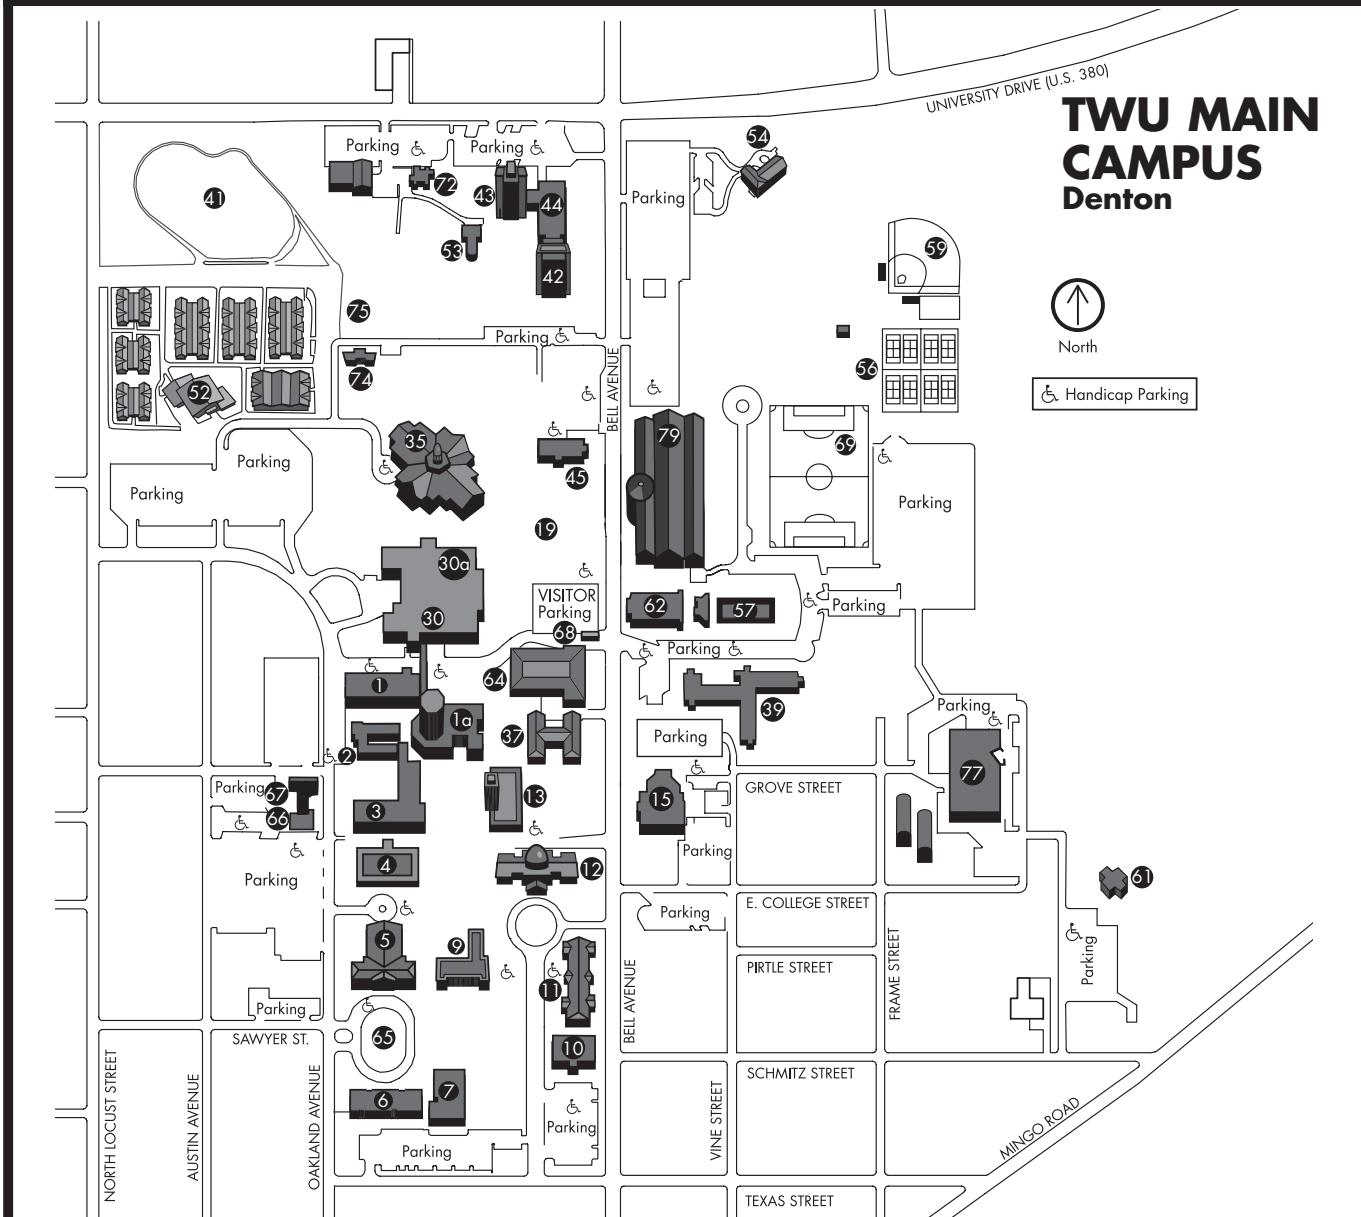 UNIVERSITY DRIVE (U.S. 380)
TWU MAIN
CAMPUS
Denton
54
Parking
Parking
72
43
44
41
Parking
53
42
59
75
North
Parking
BELL AVENUE
74
56
52
Handicap Parking
35
79
69
Parking
45
Parking
Parking
19
30a
VISITOR
Parking
30
68
62
57
Parking
Parking
1
64
39
Parking
1a
37
Parking
2
77
Parking
67
66
13
15
GROVE STREET
3
Parking
4
12
61
Parking
E. COLLEGE STREET
Parking
5
9
BELL AVENUE
PIRTLE STREET
FRAME STREET
Parking
11
Parking
65
SAWYER ST.
10
SCHMITZ STREET
NORTH LOCUST STREET
AUSTIN AVENUE
OAKLAND AVENUE
6
7
VINE STREET
MINGO ROAD
Parking
Parking
TEXAS STREET